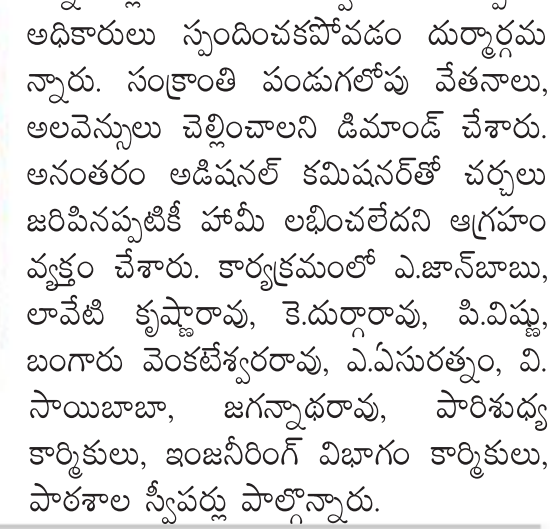 అధికారులు స్పందించకపోవడం దుర్మార్గమ
న్నారు. సంక్రాంతి పండుగలోపు వేతనాలు,
అలవెన్సులు చెల్లించాలని డిమాండ్ చేశారు.
అనంతరం అడిషనల్ కమిషనర్‌తో చర్చలు
జరిపినప్పటికీ హామీ లభించలేదని ఆగ్రహం
వ్యక్తం చేశారు. కార్యక్రమంలో ఎ.జాన్‌బాబు,
లావేటి కృష్ణారావు, కె.దుర్గారావు, పి.విష్ణు,
బంగారు వెంకటేశ్వరరావు, ఎ.ఏసురత్నం, వి.
సాయిబాబా, జగన్నాథరావు, పారిశుధ్య
కార్మికులు, ఇంజనీరింగ్ విభాగం కార్మికులు,
పాఠశాల స్వీపర్లు పాల్గొన్నారు.